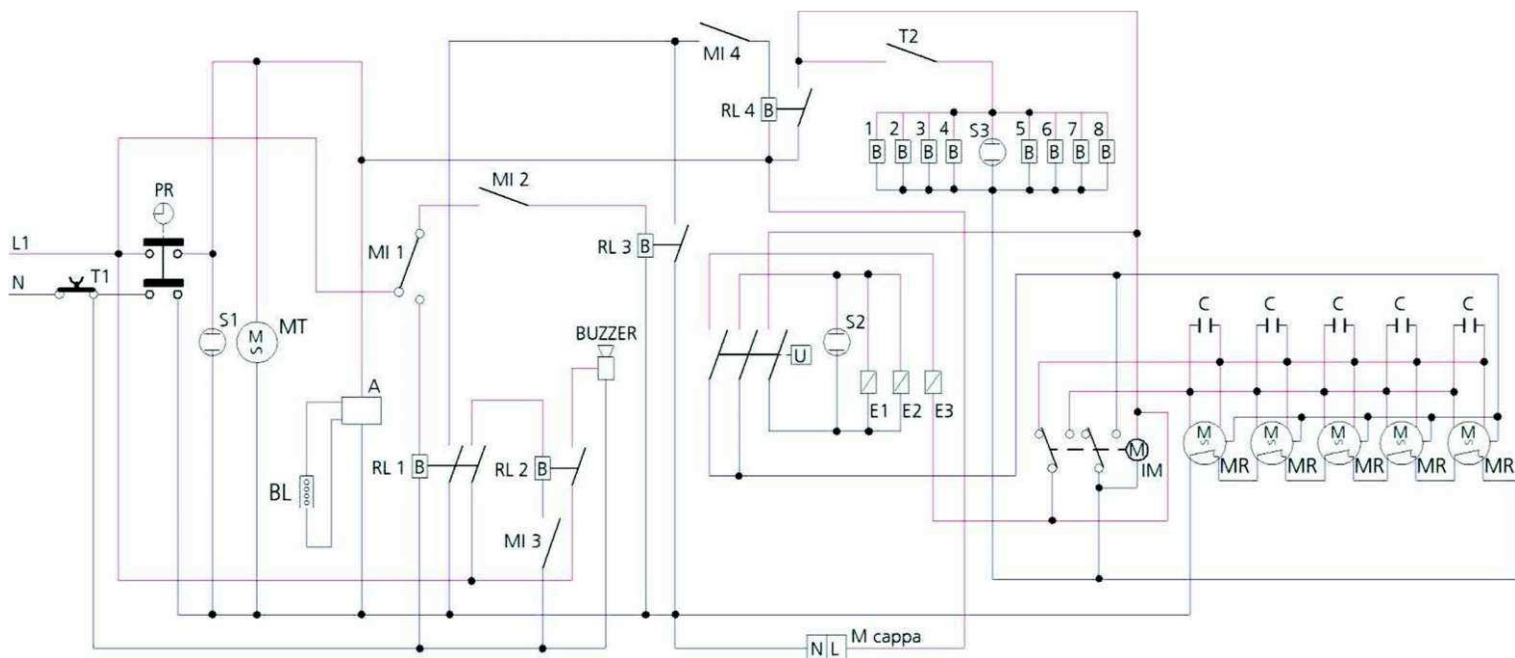 MI 4
T2
RL 4
B
1
2
3
4
S3
5
6
7
8
B
B
B
B
B
B
B
B
PR
MI 2
L1
MI 1
RL 3
B
N
T1
C
C
C
C
C
S1
M
S
MT
BUZZER
S2
U
A
E1
E2
E3
M
S
M
S
M
S
M
S
M
S
M
IM
MR
MR
MR
MR
MR
RL 1
B
RL 2
B
BL
MI 3
N
L
M cappa